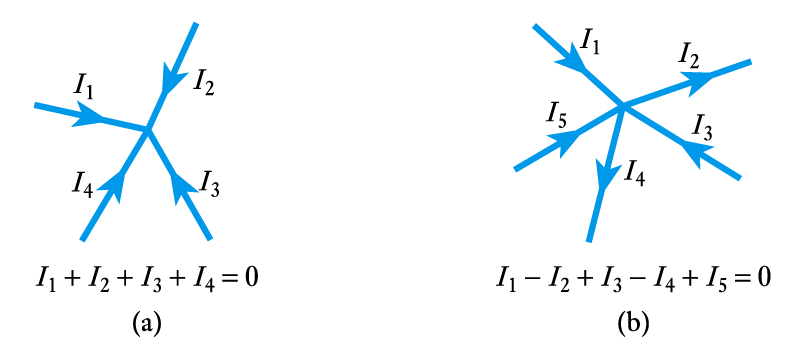 I₁
I₂
I₄
I₃
I₁ + I₂ + I₃ + I₄ = 0
(a)
I₁
I₂
I₅
I₃
I₄
I₁ − I₂ + I₃ − I₄ + I₅ = 0
(b)